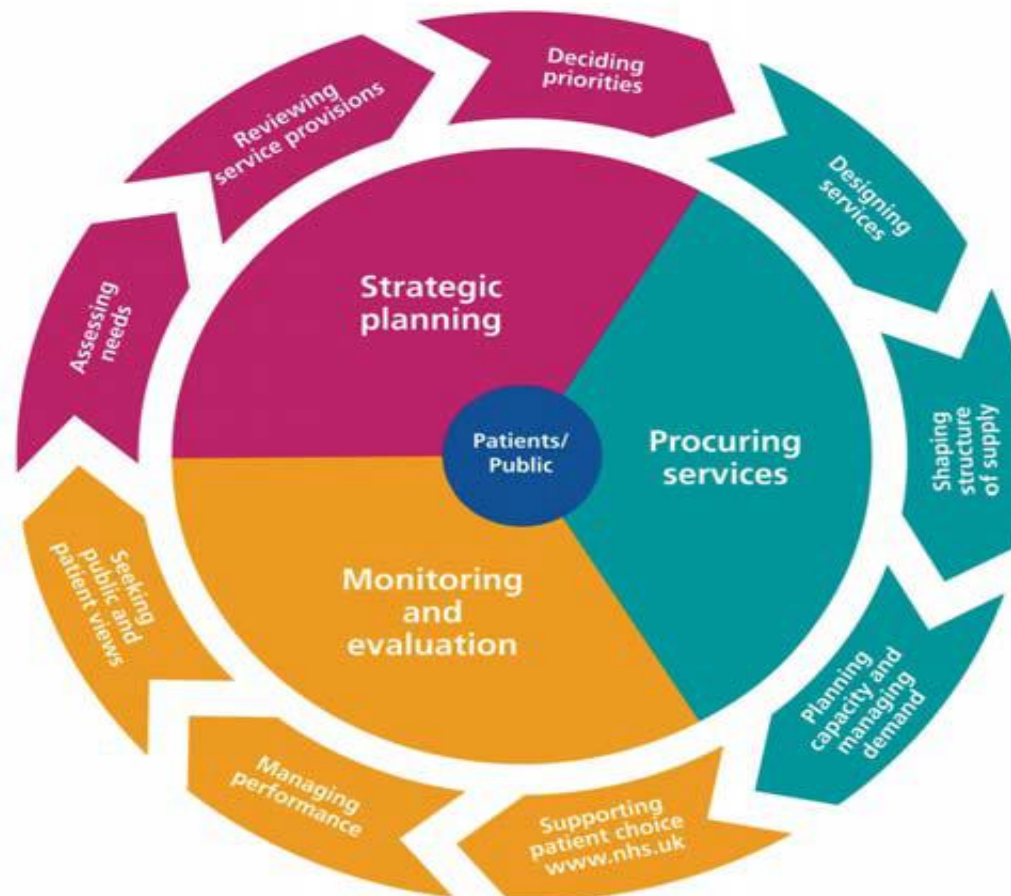 Deciding
priorities
Designing
services
Shaping
structure
of supply
Planning
capacity and
managing
demand
Supporting
patient choice
www.nhs.uk
Managing
performance
Seeking
public and
patient views
Assessing
needs
Reviewing
service provisions
Strategic
planning
Procuring
services
Monitoring
and
evaluation
Patients/
Public